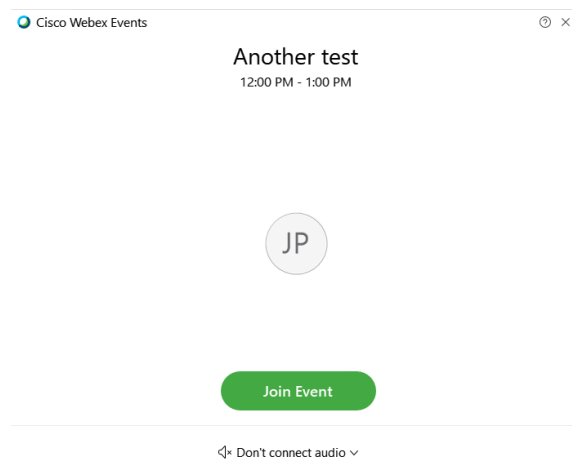 Cisco Webex Events
Another test
12:00 PM - 1:00 PM
JP
Join Event
Don't connect audio